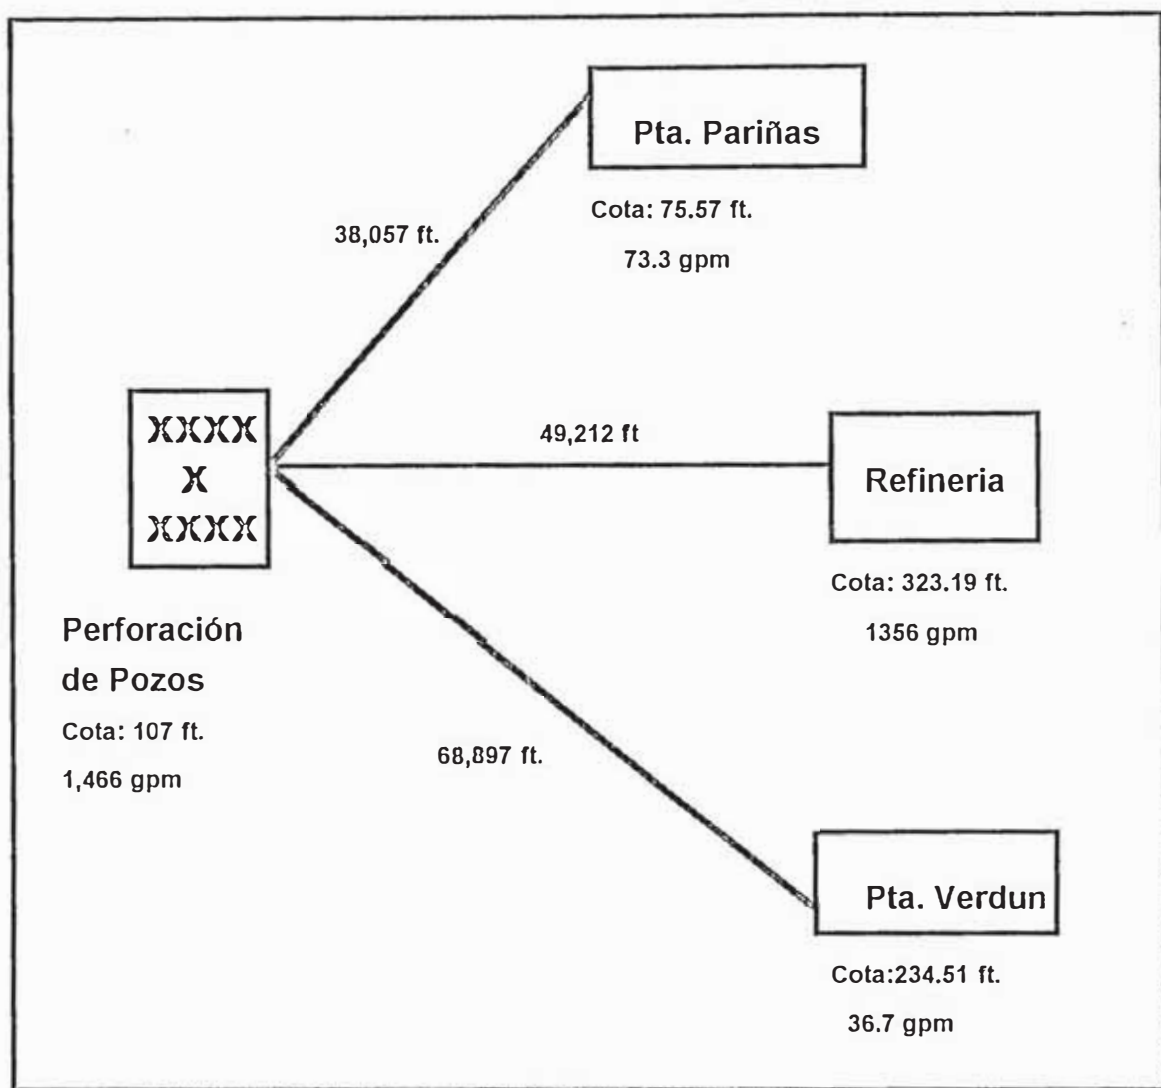 Pta. Pariñas
Cota: 75.57 ft.
73.3 gpm
38,057 ft.
XXXX
X
XXXX
49,212 ft
Refineria
Cota: 323.19 ft.
1356 gpm
Perforación
de Pozos
Cota: 107 ft.
1,466 gpm
68,897 ft.
Pta. Verdun
Cota:234.51 ft.
36.7 gpm